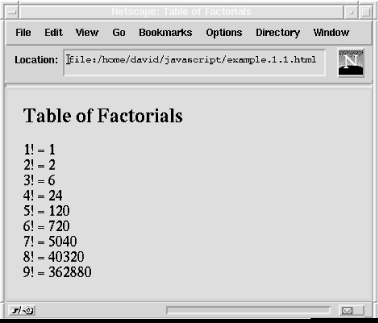 Netscape: Table of Factorials
File Edit View Go Bookmarks Options Directory Window
Location: file:/home/david/javascript/example.1.1.html
N
Table of Factorials
1! = 1
2! = 2
3! = 6
4! = 24
5! = 120
6! = 720
7! = 5040
8! = 40320
9! = 362880